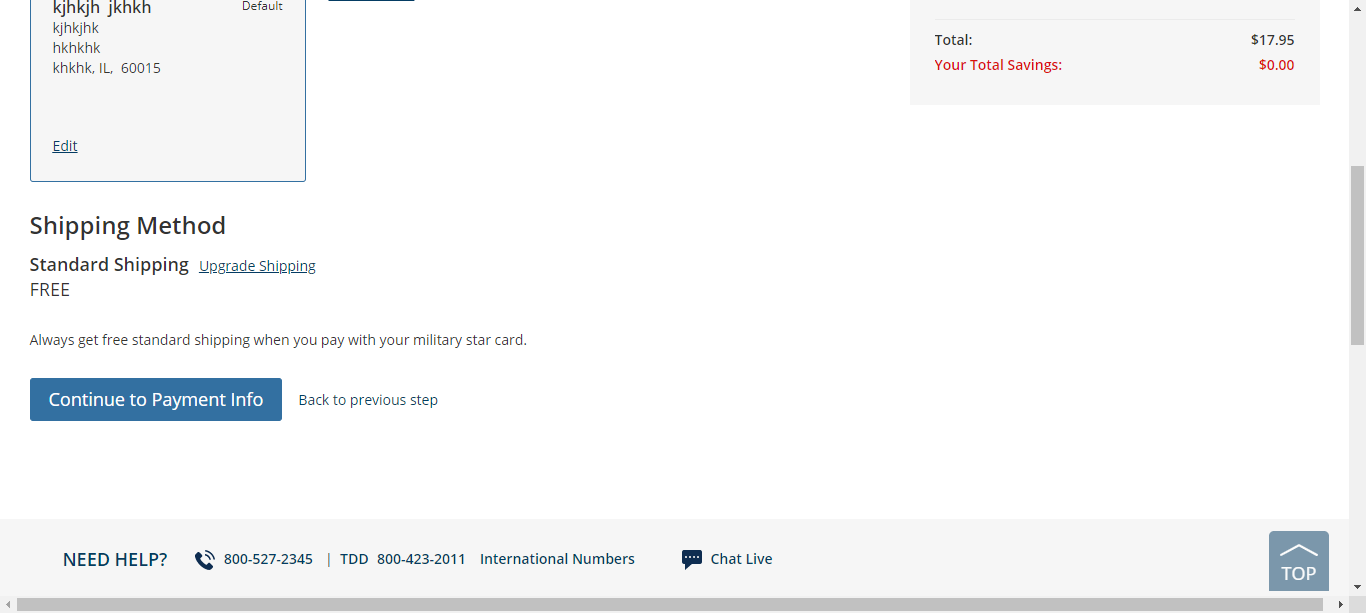 kjhkjh jkhkh Default
kjhkjhk
hkhkhk
khkhk, IL, 60015
Edit
Total: $17.95
Your Total Savings: $0.00
Shipping Method
Standard Shipping Upgrade Shipping
FREE
Always get free standard shipping when you pay with your military star card.
Continue to Payment Info Back to previous step
NEED HELP? 800-527-2345 | TDD 800-423-2011 International Numbers Chat Live
TOP